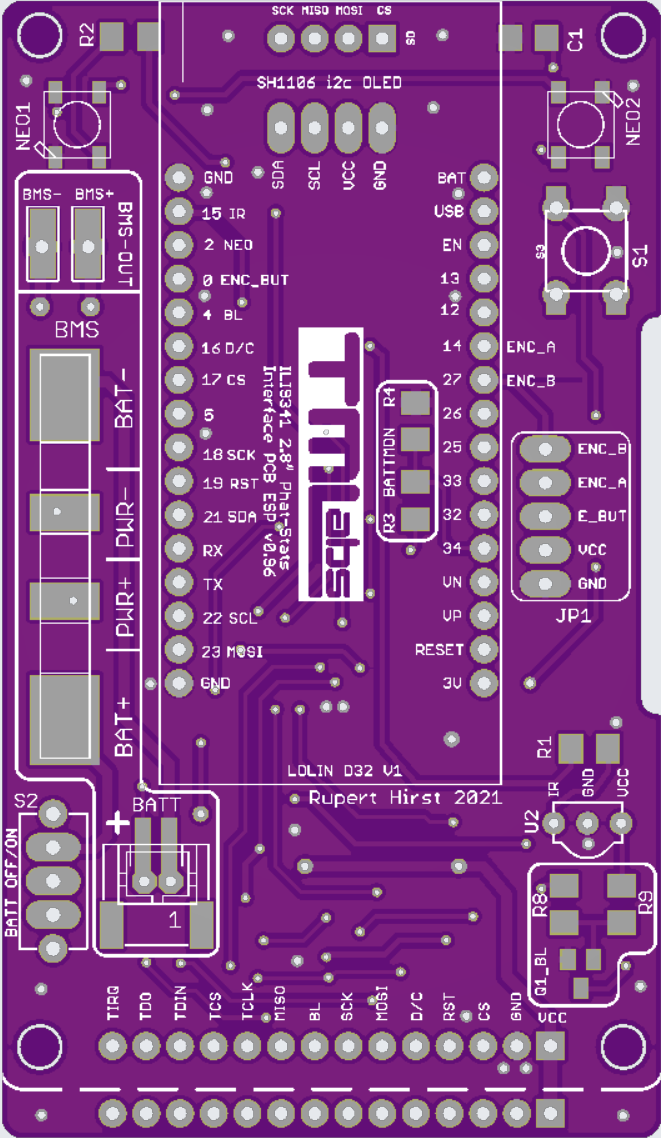 SCK MISO MOSI CS
SD
R2
C1
SH1106 i2c OLED
NEO1
NEO2
SDA SCL VCC GND
GND
15 IR
2 NEO
0 ENC_BUT
4 BL
16 D/C
17 CS
5
18 SCK
19 RST
21 SDA
RX
TX
22 SCL
23 MOSI
GND
BAT
USB
EN
13
12
14 ENC_A
27 ENC_B
26
25
33
32
34
VN
VP
RESET
3V
BMS- BMS+
BMS-OUT
BMS
BAT-
PWR-
PWR+
BAT+
S3
S1
TMLabs
ILI9341 2.8" Phat-Stats
Interface PCB ESP v0.96
R4
BATTMON
R3
ENC_B
ENC_A
E_BUT
VCC
GND
JP1
LOLIN D32 V1
Rupert Hirst 2021
R1
IR GND VCC
U2
S2
BATT OFF/ON
BATT
+
1
R8
R9
Q1_BL
TIRQ TDO TDIN TCS TCLK MISO BL SCK MOSI D/C RST CS GND VCC